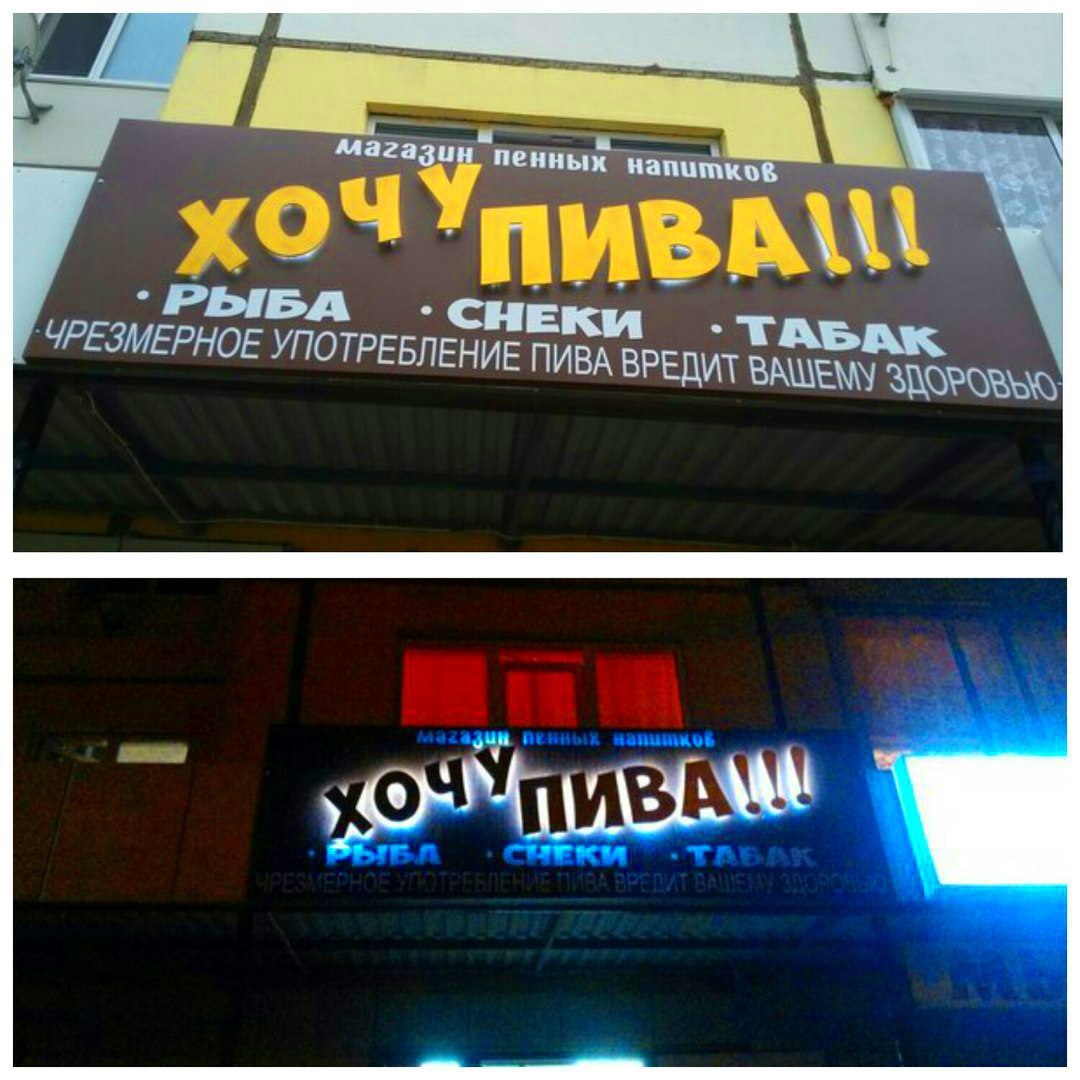 магазин пенных напитков
ХОЧУ ПИВА!!!
• РЫБА • СНЕКИ • ТАБАК
ЧРЕЗМЕРНОЕ УПОТРЕБЛЕНИЕ ПИВА ВРЕДИТ ВАШЕМУ ЗДОРОВЬЮ
магазин пенных напитков
ХОЧУ ПИВА!!!
• РЫБА • СНЕКИ • ТАБАК
ЧРЕЗМЕРНОЕ УПОТРЕБЛЕНИЕ ПИВА ВРЕДИТ ВАШЕМУ ЗДОРОВЬЮ